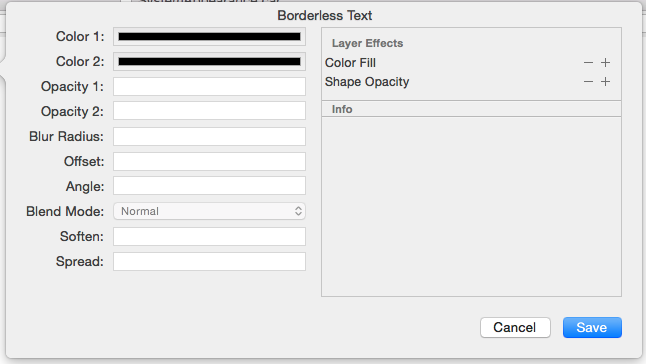 Borderless Text
Color 1:
Color 2:
Opacity 1:
Opacity 2:
Blur Radius:
Offset:
Angle:
Blend Mode: Normal
Soften:
Spread:
Layer Effects
Color Fill
Shape Opacity
Info
Cancel
Save